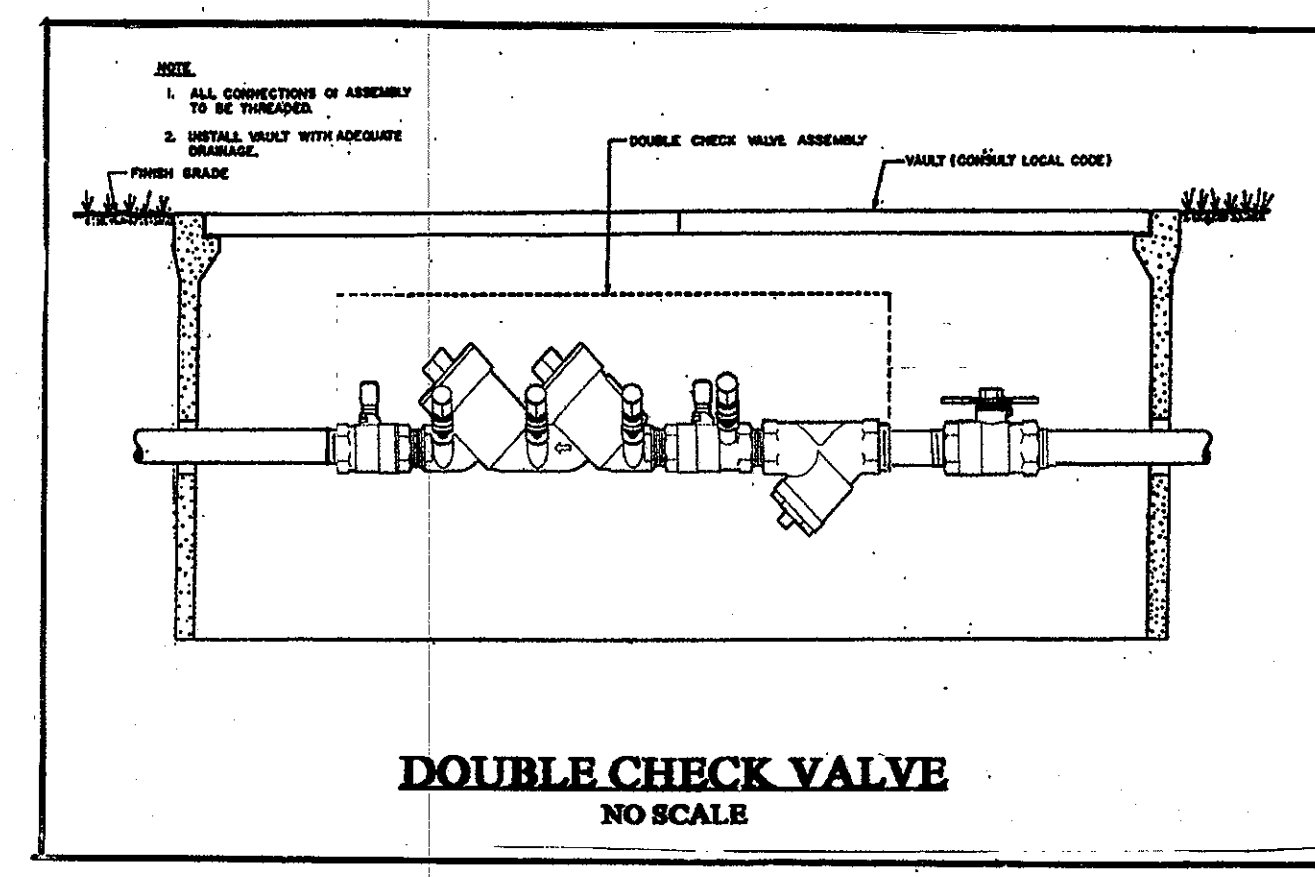 NOTE
1. ALL CONNECTIONS OF ASSEMBLY
TO BE THREADED.
2. INSTALL VAULT WITH ADEQUATE
DRAINAGE.
FINISH GRADE
DOUBLE CHECK VALVE ASSEMBLY
VAULT (CONSULT LOCAL CODE)
DOUBLE CHECK VALVE
NO SCALE